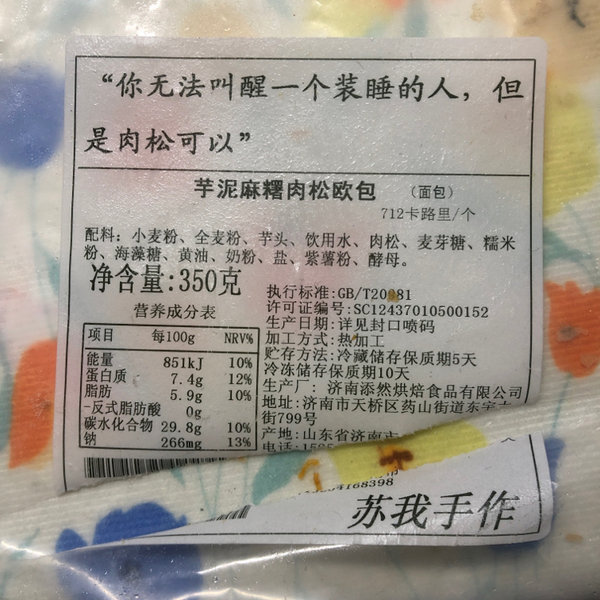 “你无法叫醒一个装睡的人，但
是肉松可以”
芋泥麻糬肉松欧包 （面包）
712卡路里/个
配料：小麦粉、全麦粉、芋头、饮用水、肉松、麦芽糖、糯米
粉、海藻糖、黄油、奶粉、盐、紫薯粉、酵母。
净含量:350克
营养成分表
项目 每100g NRV%
能量 851kJ 10%
蛋白质 7.4g 12%
脂肪 5.9g 10%
-反式脂肪酸 0g
碳水化合物 29.8g 10%
钠 266mg 13%
执行标准:GB/T20981
许可证编号:SC12437010500152
生产日期:详见封口喷码
加工方式:热加工
贮存方法:冷藏储存保质期5天
冷冻储存保质期10天
生产厂: 济南添然烘焙食品有限公司
地址:济南市天桥区药山街道东宇大
街799号
产地:山东省济南市
电话:
04168398
苏我手作